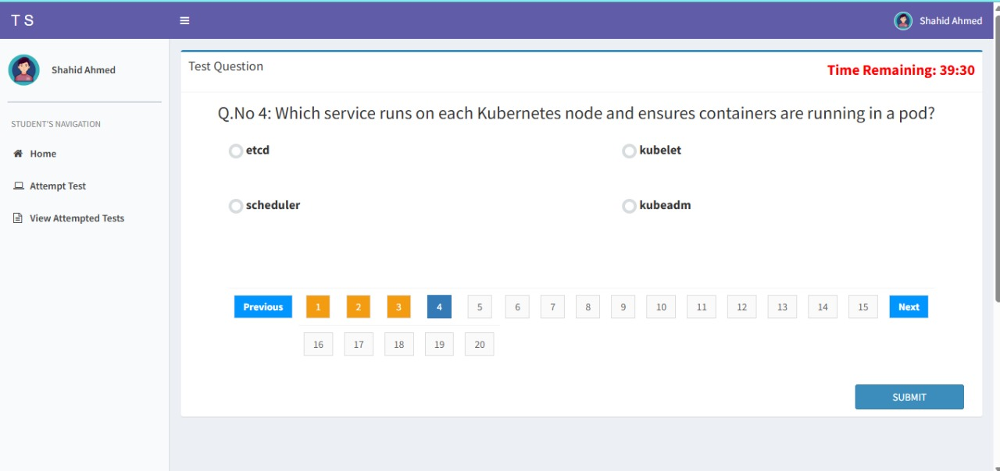 T S
Shahid Ahmed
Shahid Ahmed
STUDENT'S NAVIGATION
Home
Attempt Test
View Attempted Tests
Test Question
Time Remaining: 39:30
Q.No 4: Which service runs on each Kubernetes node and ensures containers are running in a pod?
etcd
kubelet
scheduler
kubeadm
Previous 1 2 3 4 5 6 7 8 9 10 11 12 13 14 15 Next
16 17 18 19 20
SUBMIT